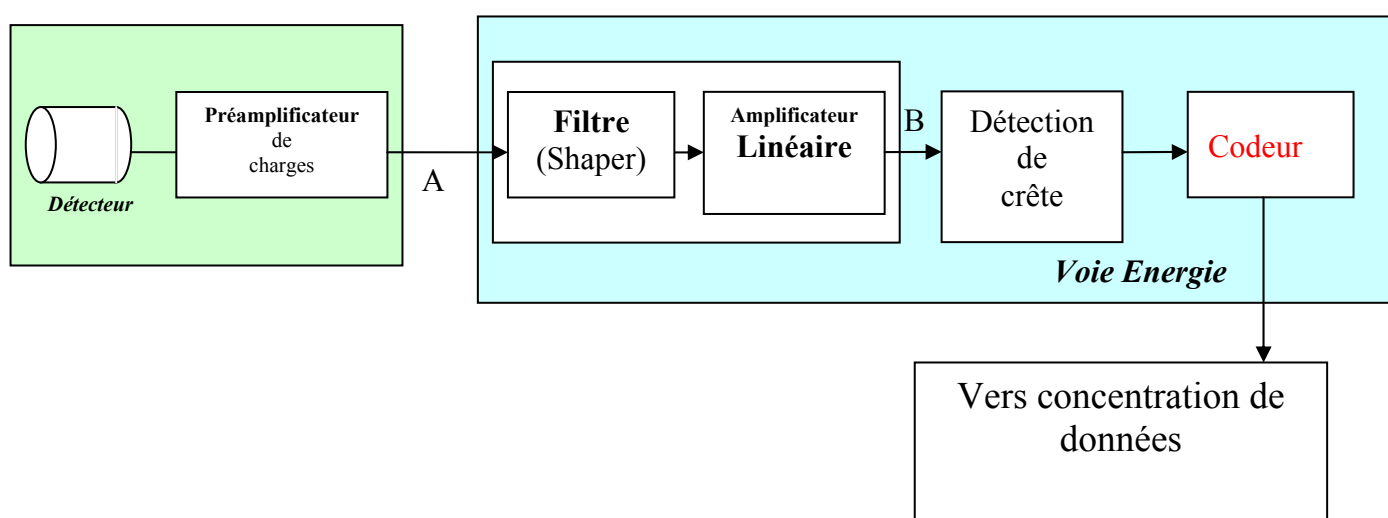 Détecteur
Préamplificateur
de
charges
A
Filtre
(Shaper)
Amplificateur
Linéaire
B
Détection
de
crête
Codeur
Voie Energie
Vers concentration de
données